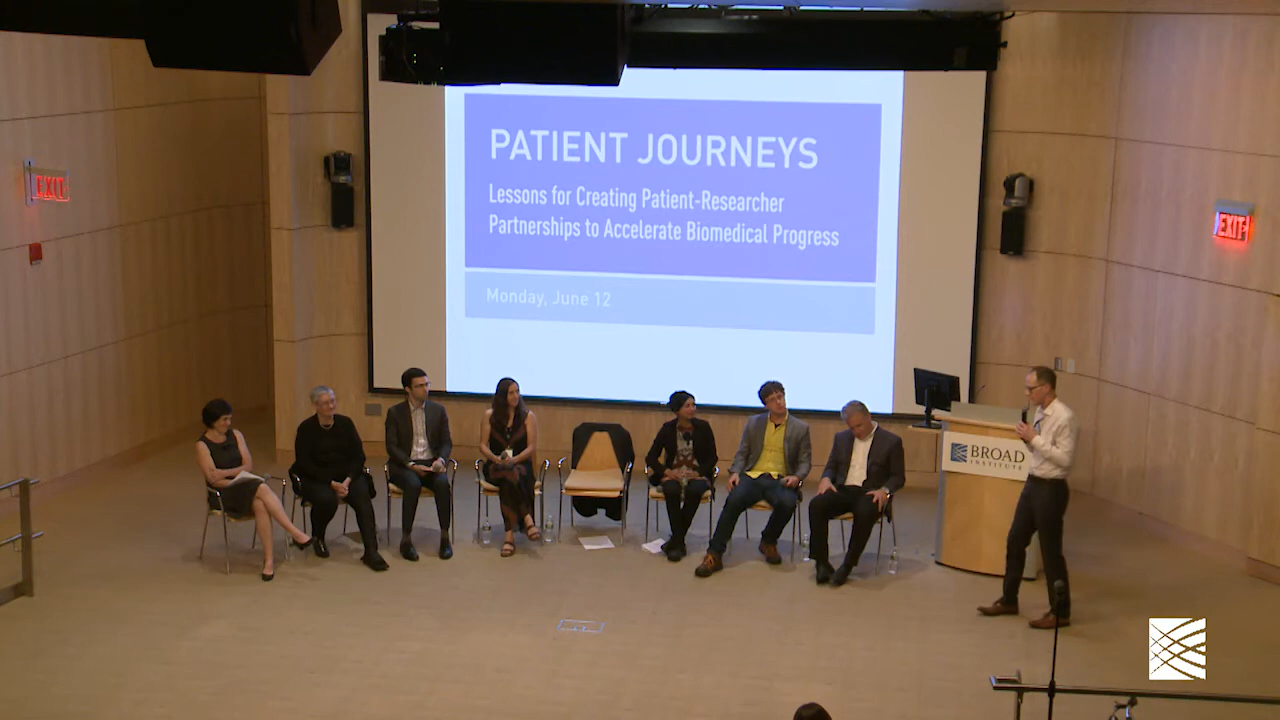 PATIENT JOURNEYS
Lessons for Creating Patient-Researcher
Partnerships to Accelerate Biomedical Progress
Monday, June 12
EXIT
EXIT
BROAD
INSTITUTE